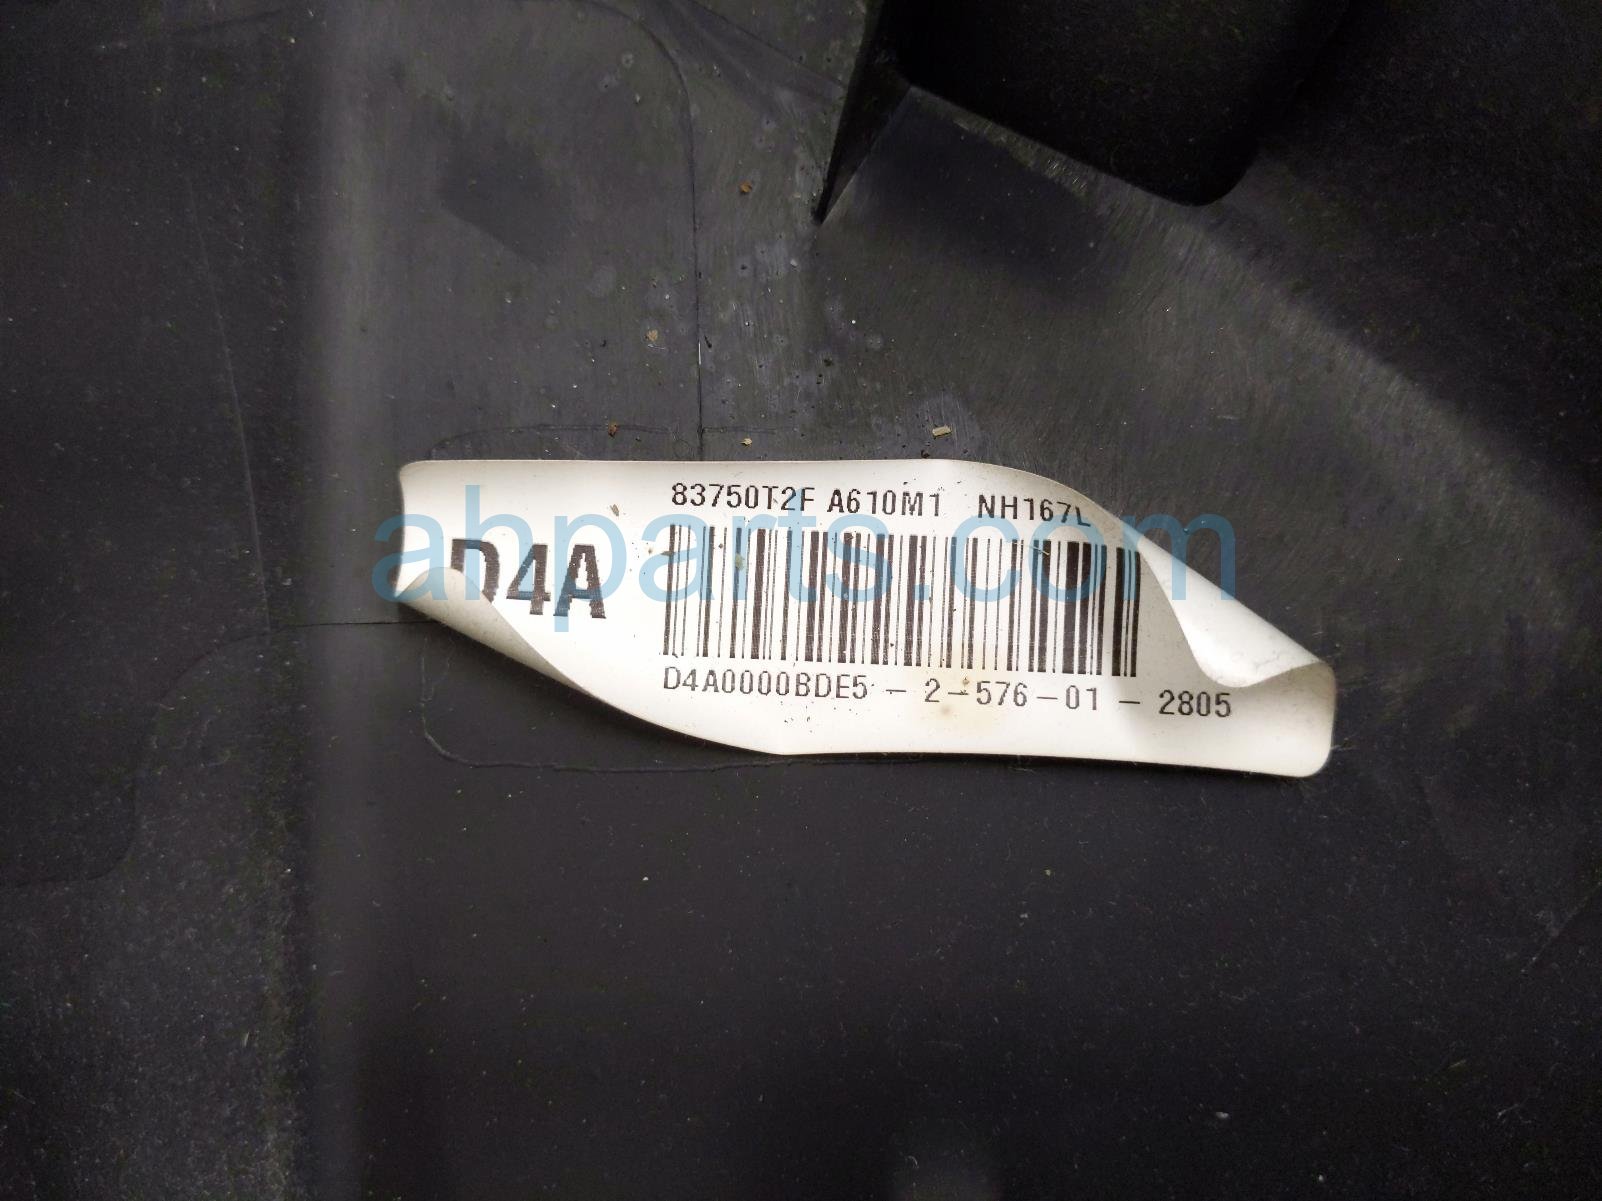 83750T2F A610M1 NH167L
D4A
D4A0000BDE5 - 2-576-01 - 2805
ahparts.com